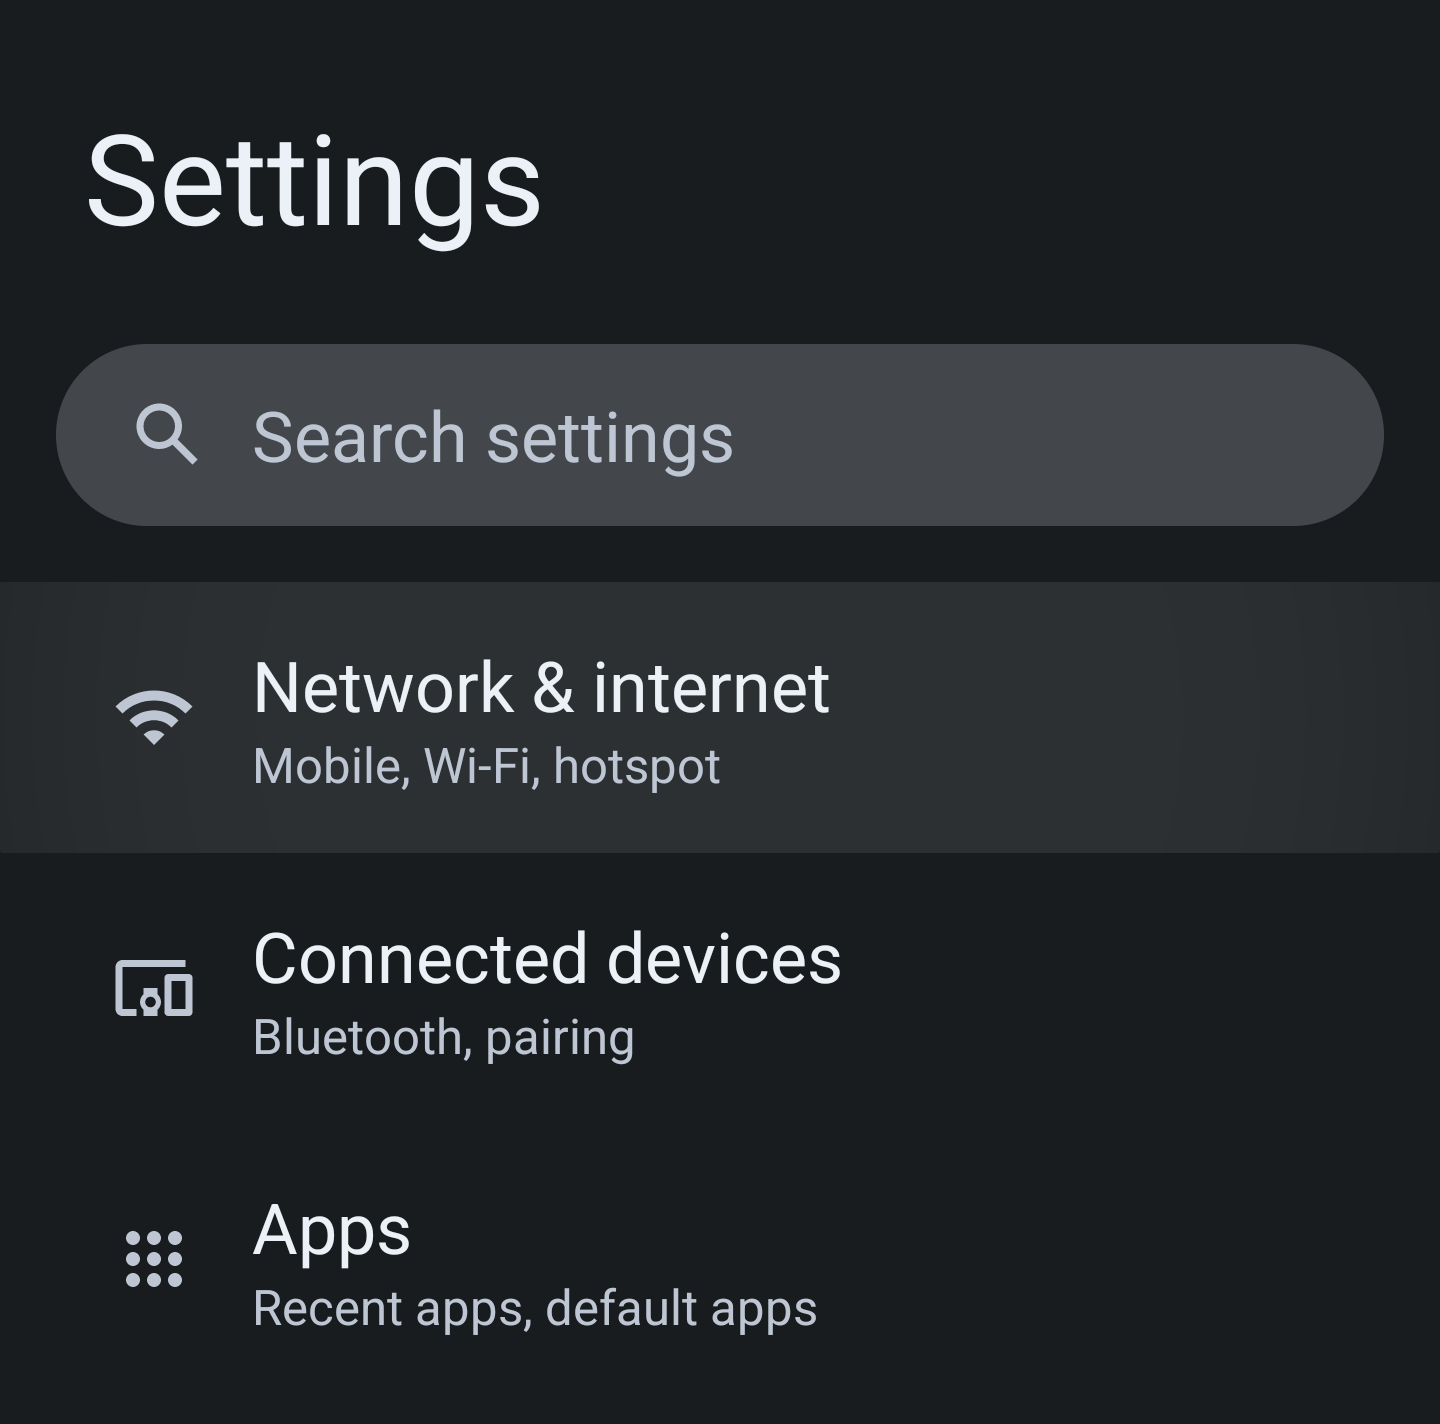 Settings
Search settings
Network & internet
Mobile, Wi-Fi, hotspot
Connected devices
Bluetooth, pairing
Apps
Recent apps, default apps